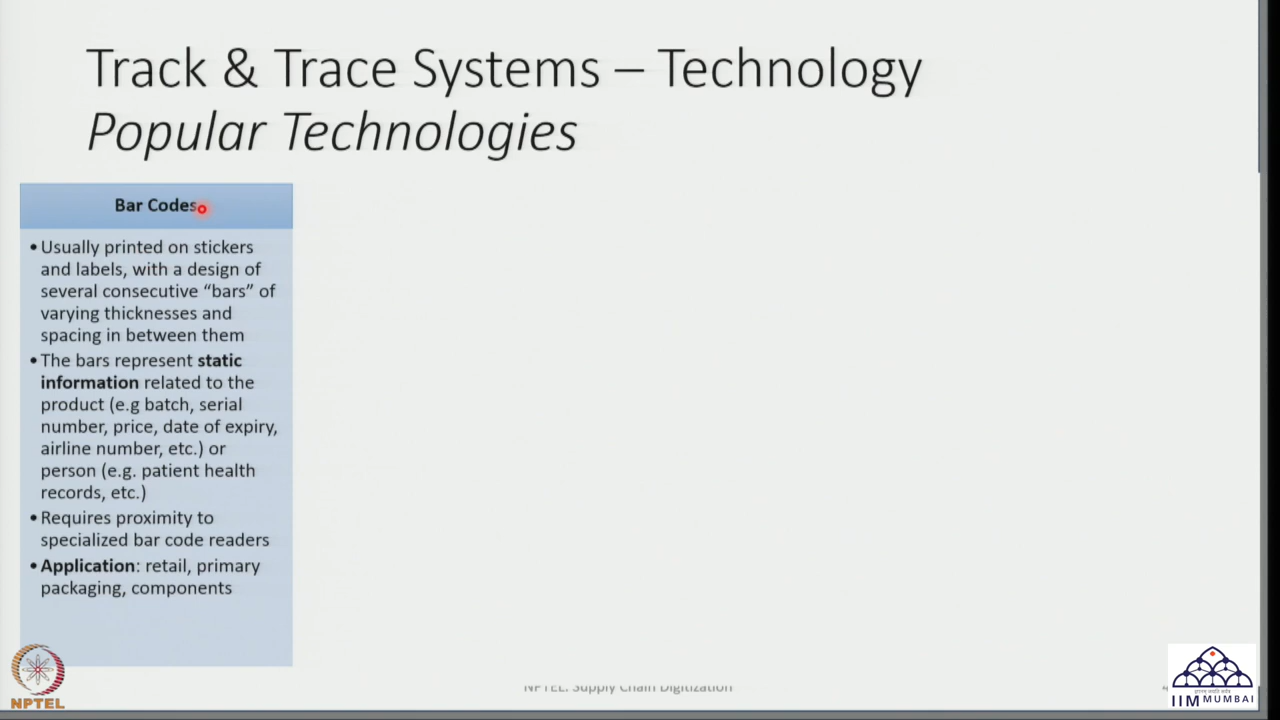 Track & Trace Systems – Technology
Popular Technologies
Bar Codes
• Usually printed on stickers
and labels, with a design of
several consecutive “bars” of
varying thicknesses and
spacing in between them
• The bars represent static
information related to the
product (e.g batch, serial
number, price, date of expiry,
airline number, etc.) or
person (e.g. patient health
records, etc.)
• Requires proximity to
specialized bar code readers
• Application: retail, primary
packaging, components
NPTEL
NPTEL: Supply Chain Digitization
IIM MUMBAI